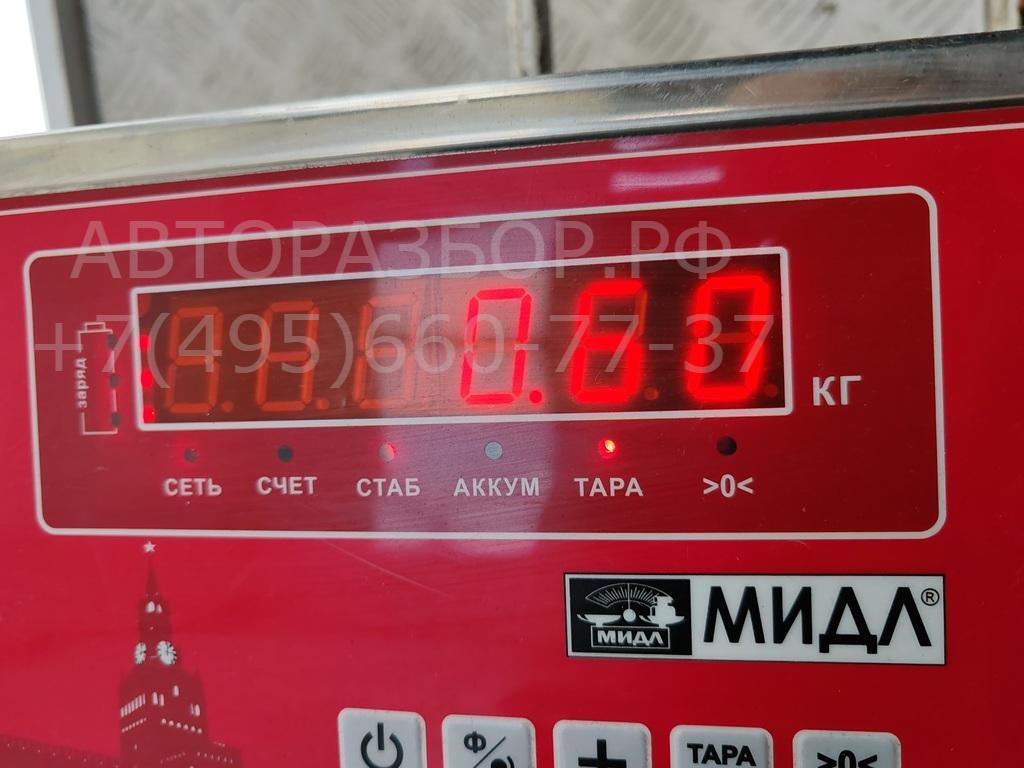 АВТОРАЗБОР.РФ
+7(495)660-77-37
заряд
0.60
КГ
СЕТЬ СЧЕТ СТАБ АККУМ ТАРА >0<
МИДЛ МИДЛ®
Ф
ТАРА >0<